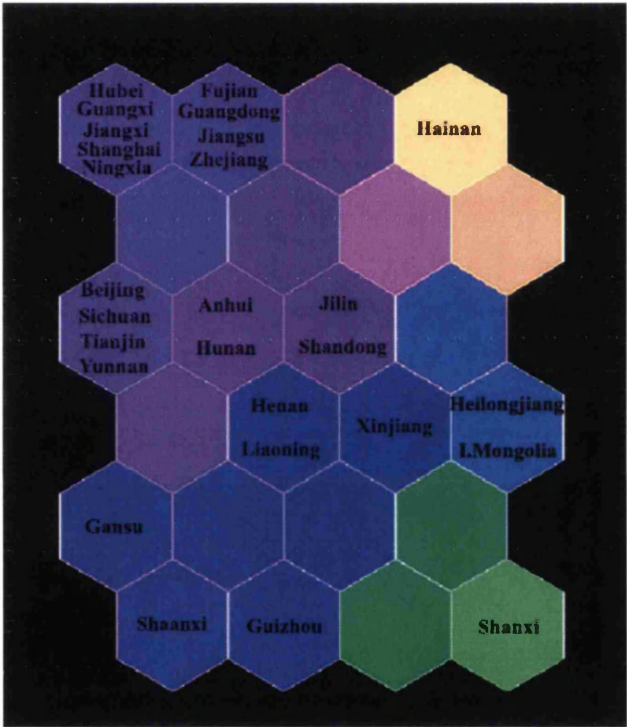 Hubei
Guangxi
Jiangxi
Shanghai
Ningxia
Fujian
Guangdong
Jiangsu
Zhejiang
Hainan
Beijing
Sichuan
Tianjin
Yunnan
Anhui
Hunan
Jilin
Shandong
Henan
Liaoning
Xinjiang
Heilongjiang
I.Mongolia
Gansu
Shaanxi
Guizhou
Shanxi